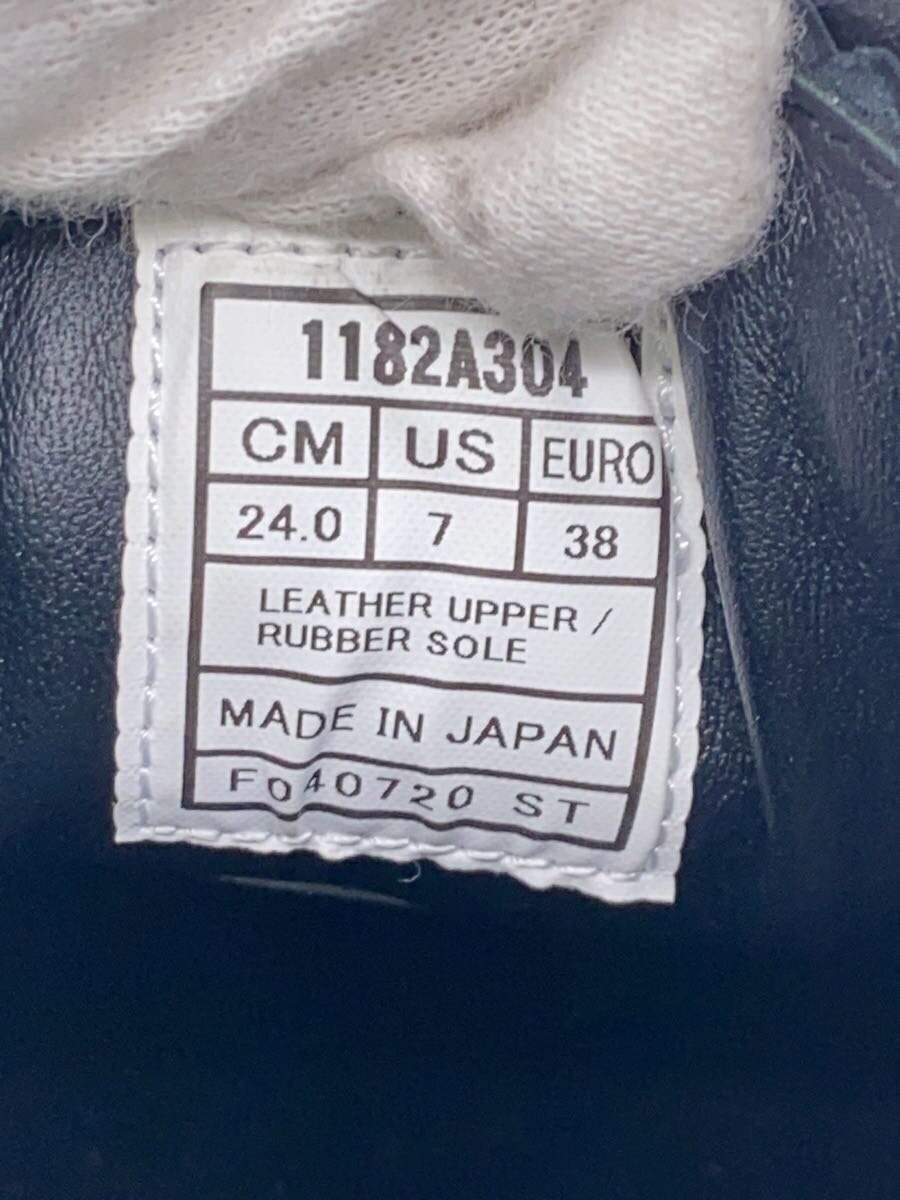 1182A304
CM US EURO
24.0 7 38
LEATHER UPPER /
RUBBER SOLE
MADE IN JAPAN
F040720 ST